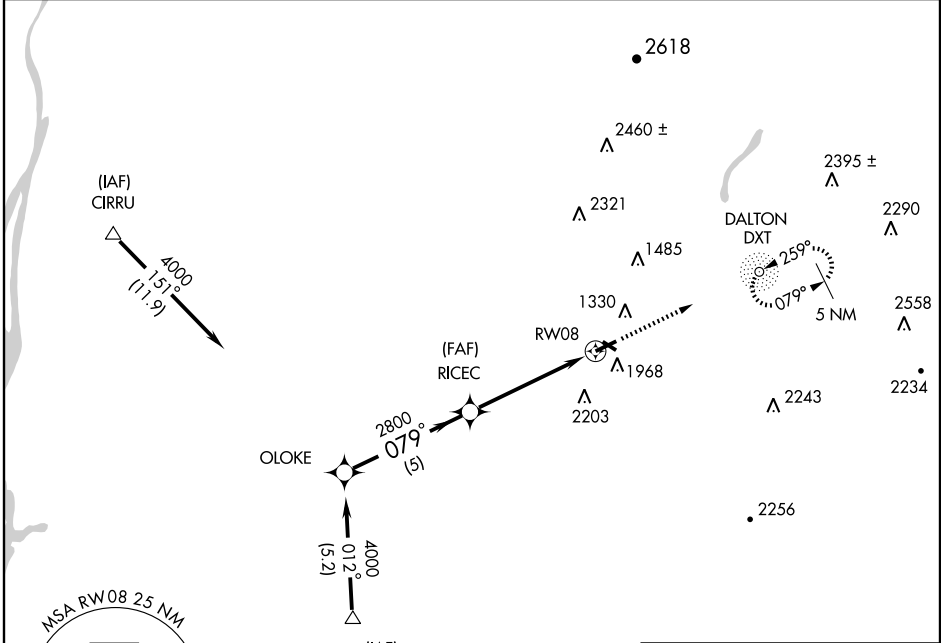 2618
2460 ±
2395 ±
(IAF)
CIRRU
2321
2290
DALTON
DXT
1485
259°
4000
151°
(11.9)
079°
5 NM
1330
2558
RW08
(FAF)
RICEC
1968
2234
2203
2243
2800
079°
(5)
OLOKE
2256
4000
012°
(5.2)
MSA RW08 25 NM